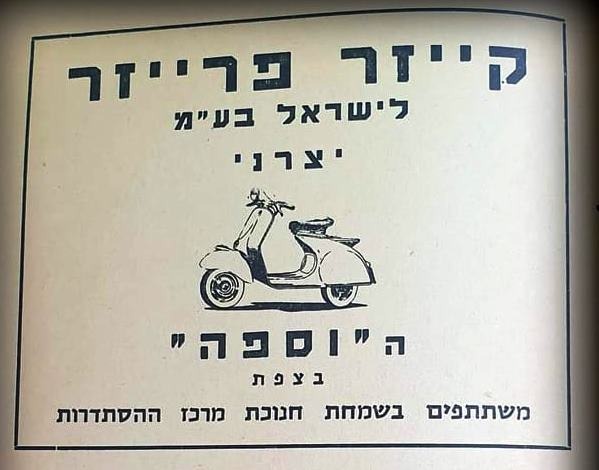 קייזר פרייזר
לישראל בע"מ
יצרני
ה"וספה"
בצפת
משתתפים בשמחת חנוכת מרכז ההסתדרות